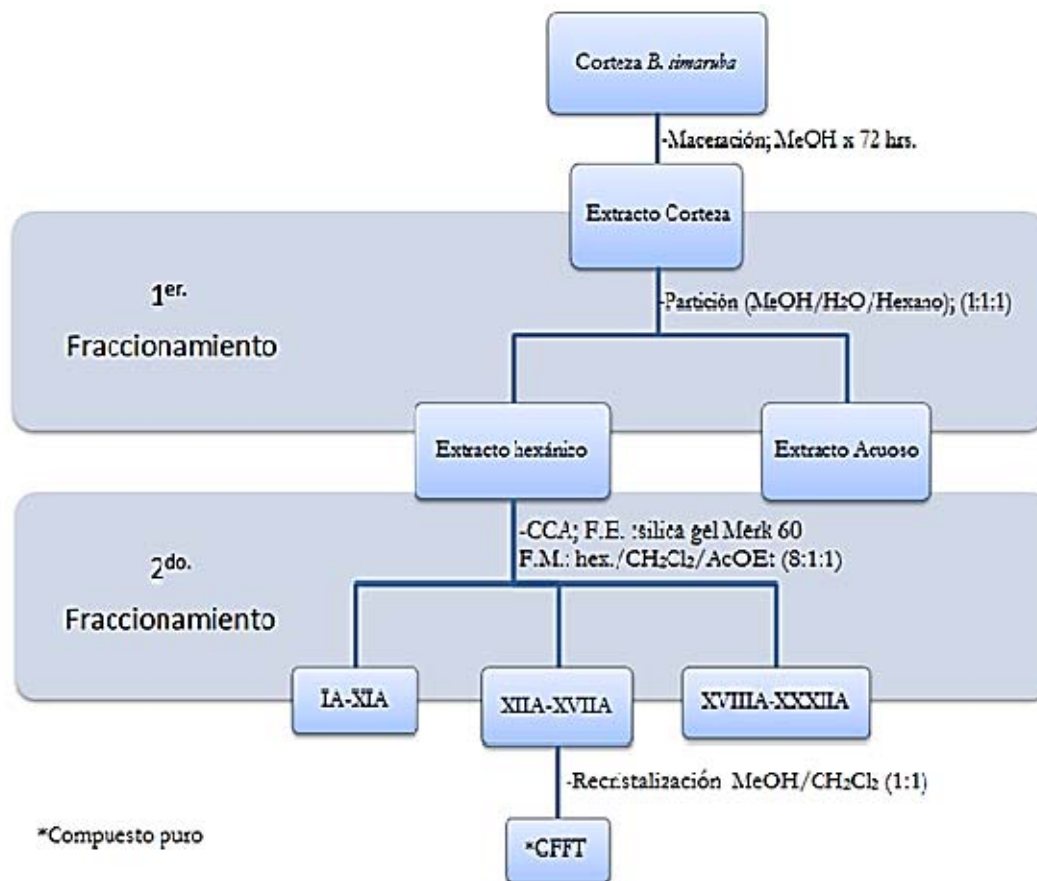 Corteza B. simaruba
-Maceración; MeOH x 72 hrs.
Extracto Corteza
1er.
Fraccionamiento
-Partición (MeOH/H2O/Hexano); (1:1:1)
Extracto hexánico
Extracto Acuoso
2do.
Fraccionamiento
-CCA; F.E. :silica gel Merk 60
F.M.: hex./CH2Cl2/AcOEt (8:1:1)
IA-XIA
XIIA-XVIIA
XVIIIA-XXXIIA
-Recristalización MeOH/CH2Cl2 (1:1)
*Compuesto puro
*CFFT